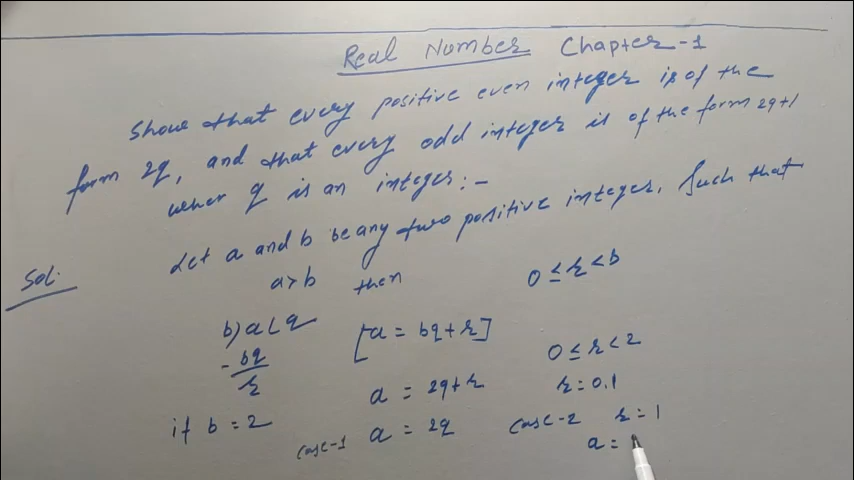 Real Number Chapter-1
Show that every positive even integer is of the
form 2q, and that every odd integer is of the form 2q+1
wher q is an integer:-
Sol. Let a and b be any two positive integer, Such that
a>b then 0≤r<b
b)a(q [a = bq+r]
-bq 0≤r<2
r a = 2q+r r=0.1
if b=2 case-1 a = 2q case-2 r=1
a=